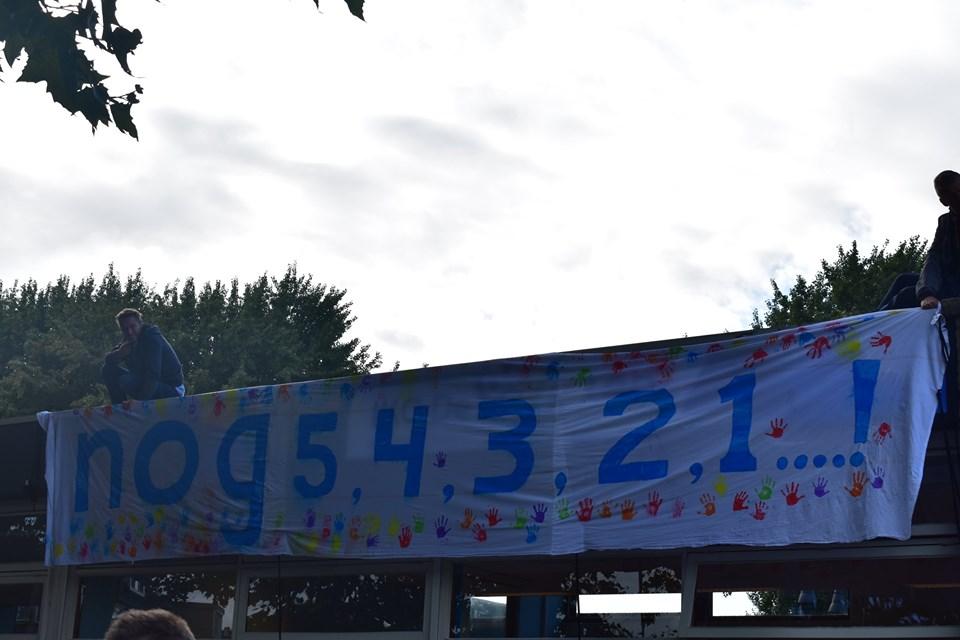 nog 5, 4, 3, 2, 1.....!